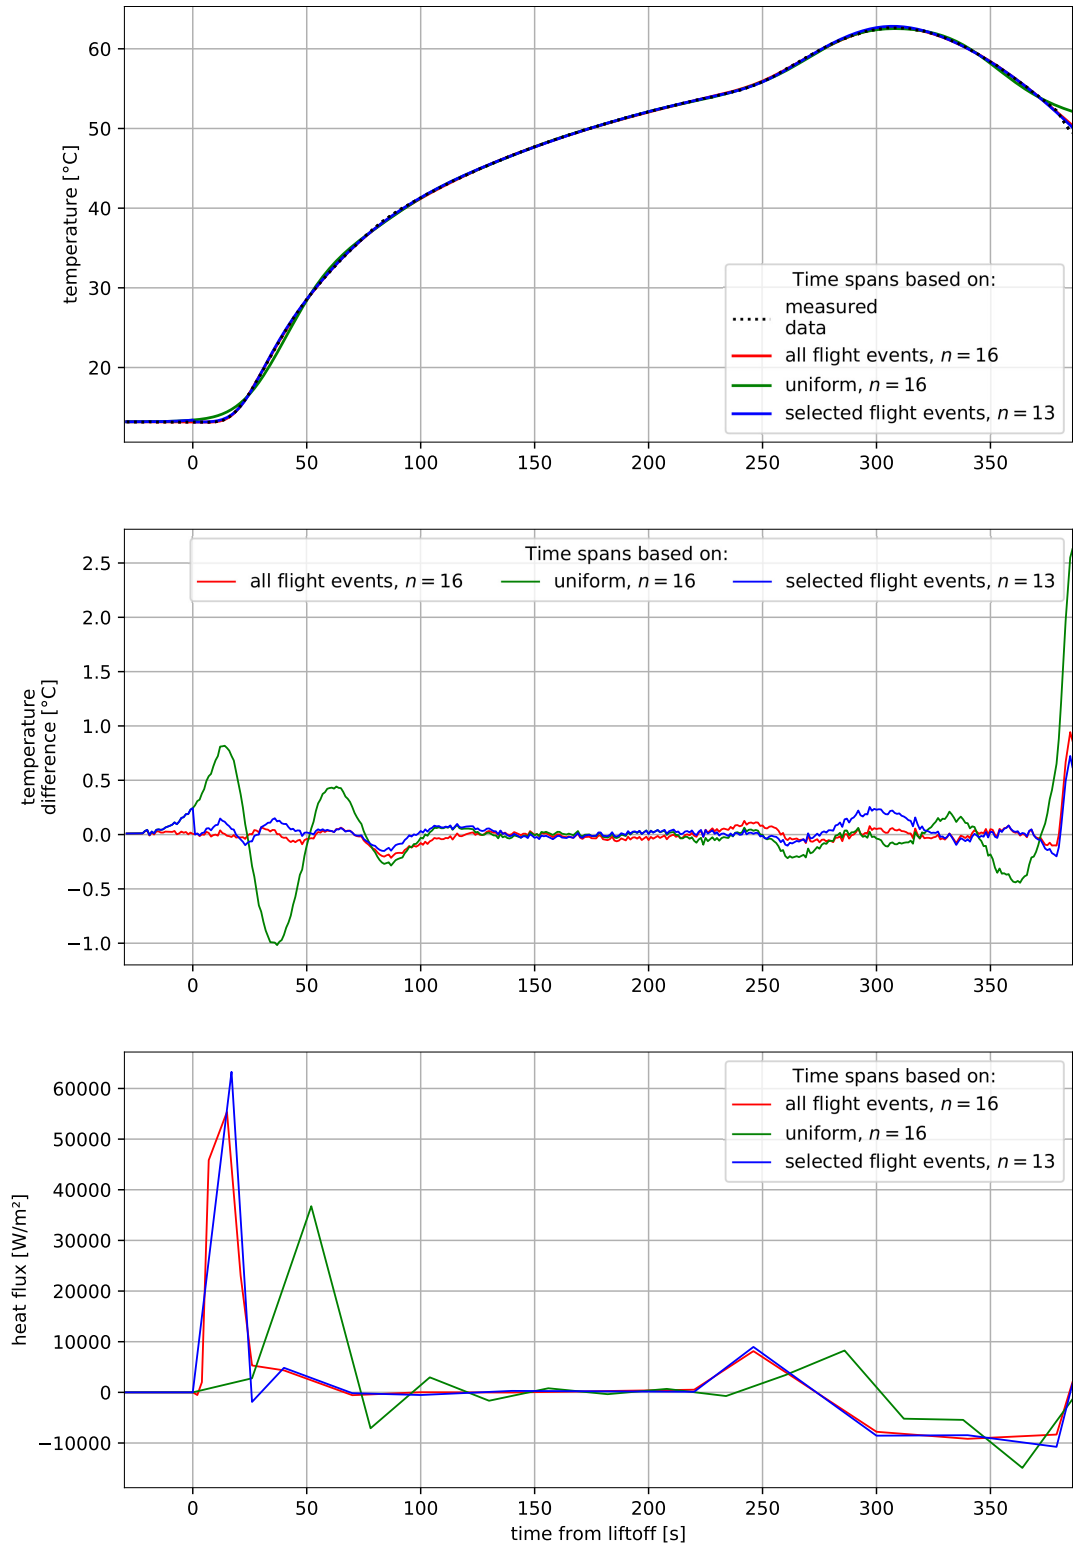 60
50
40
30
20
temperature [°C]
Time spans based on:
measured
data
all flight events, n = 16
uniform, n = 16
selected flight events, n = 13
0 50 100 150 200 250 300 350
2.5
2.0
1.5
1.0
0.5
0.0
−0.5
−1.0
temperature
difference [°C]
Time spans based on:
all flight events, n = 16 uniform, n = 16 selected flight events, n = 13
0 50 100 150 200 250 300 350
60000
50000
40000
30000
20000
10000
0
−10000
heat flux [W/m²]
Time spans based on:
all flight events, n = 16
uniform, n = 16
selected flight events, n = 13
0 50 100 150 200 250 300 350
time from liftoff [s]